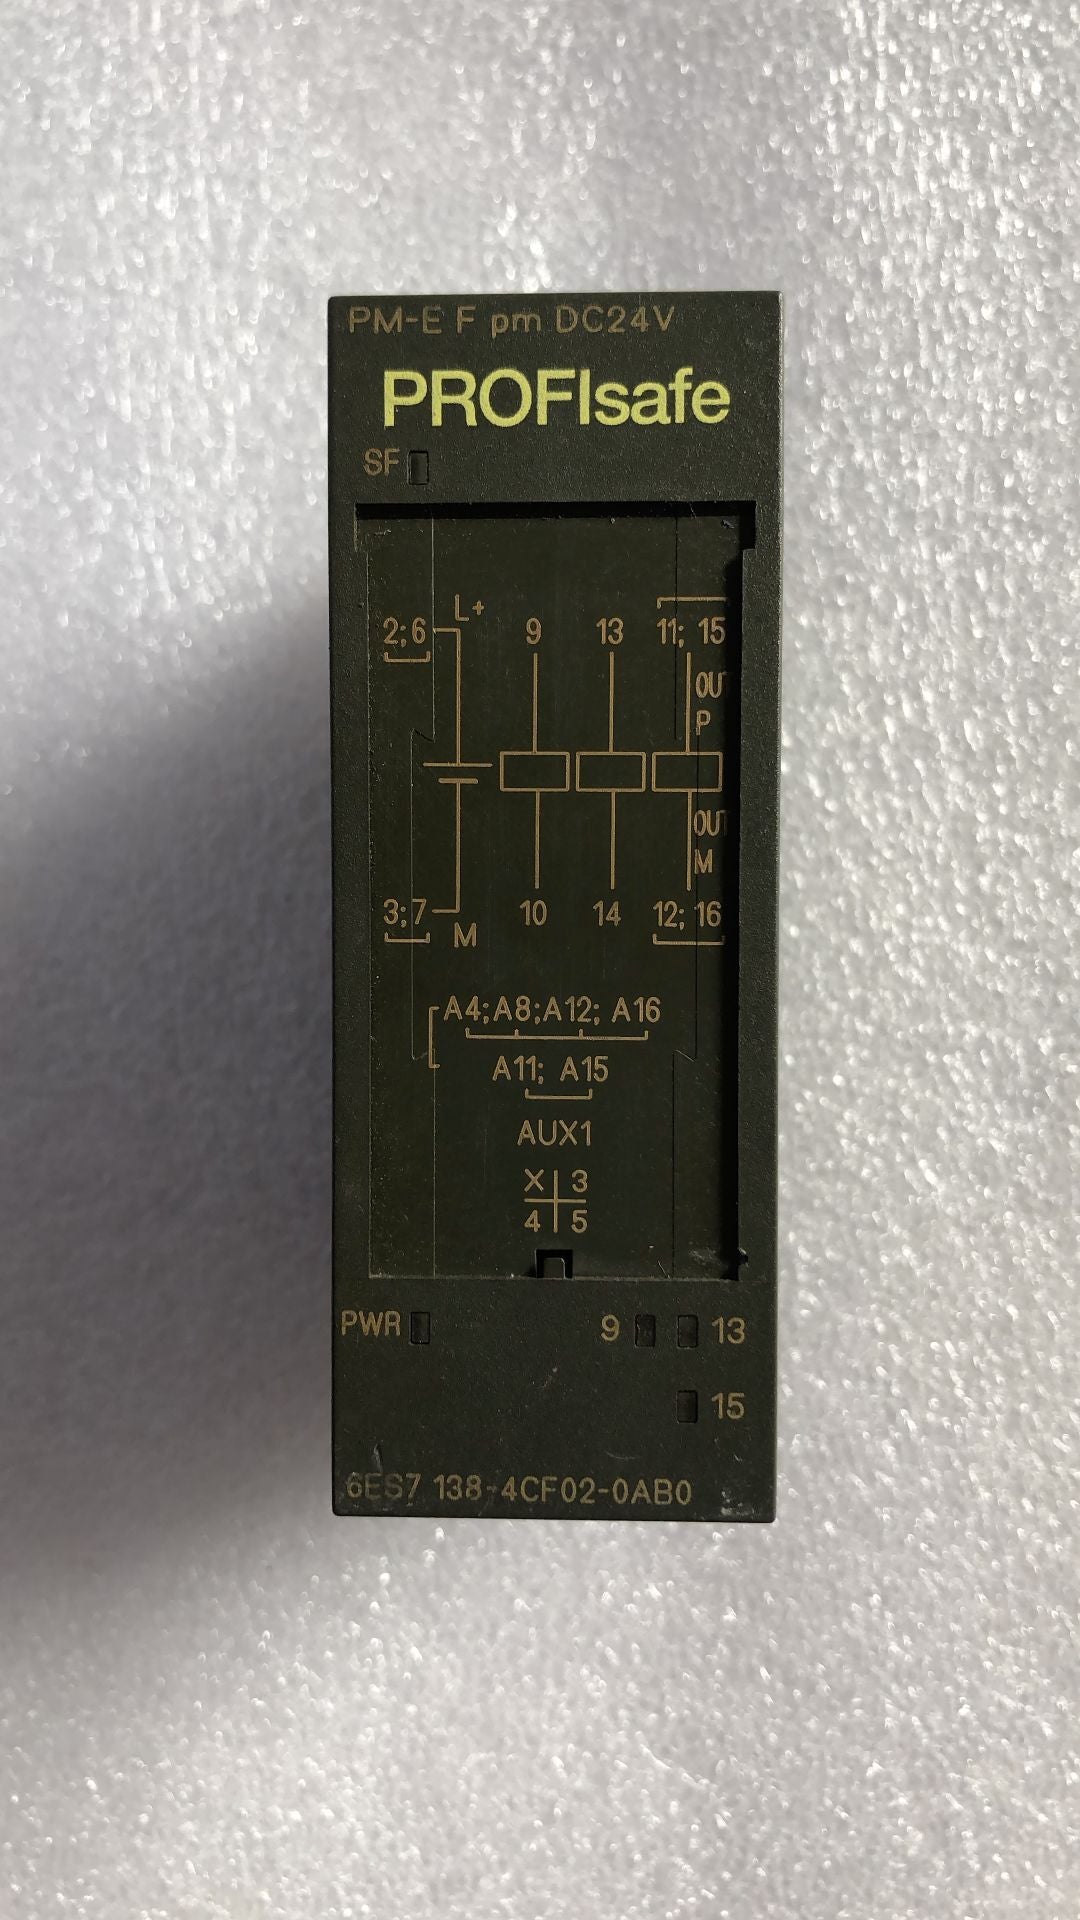 PM-E F pm DC24V
PROFIsafe
SF
L+
2;6 9 13 11; 15
OUT
P
OUT
M
3;7 10 14 12; 16
M
A4;A8;A12; A16
A11; A15
AUX1
X 3
4 5
PWR 9 13
15
6ES7 138-4CF02-0AB0